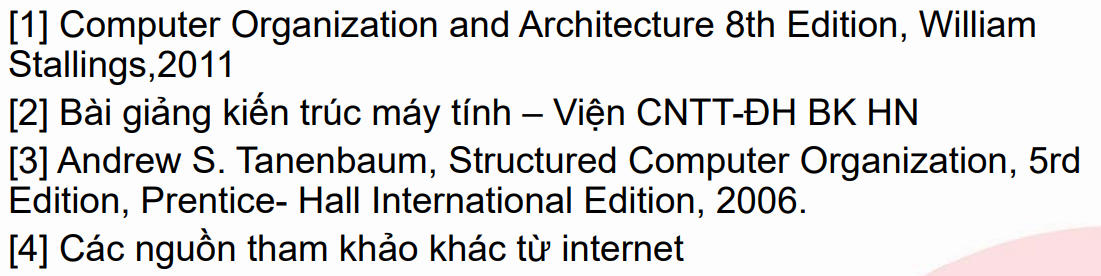 [1] Computer Organization and Architecture 8th Edition, William
Stallings,2011
[2] Bài giảng kiến trúc máy tính – Viện CNTT-ĐH BK HN
[3] Andrew S. Tanenbaum, Structured Computer Organization, 5rd
Edition, Prentice- Hall International Edition, 2006.
[4] Các nguồn tham khảo khác từ internet